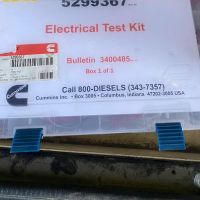 5299367
Electrical Test Kit
Bulletin 3400485
Box 1 of 1
Cummins
Call 800-DIESELS (343-7357)
Cummins Inc. • Box 3005 • Columbus, Indiana 47202-3005 USA